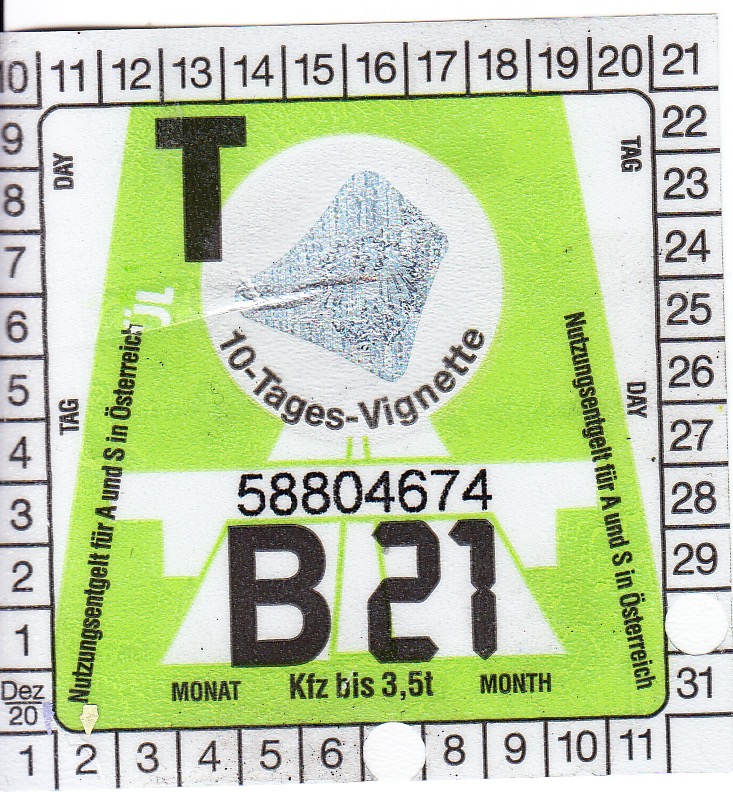 10 11 12 13 14 15 16 17 18 19 20 21
9 22
8 23
7 24
6 25
5 26
4 27
3 28
2 29
1
Dez
20
31
1 2 3 4 5 6 8 9 10 11
DAY
TAG
T
TAG
DAY
ÜL
Nutzungsentgelt für A und S in Österreich
10-Tages-Vignette
Nutzungsentgelt für A und S in Österreich
58804674
B 21
MONAT Kfz bis 3,5t MONTH